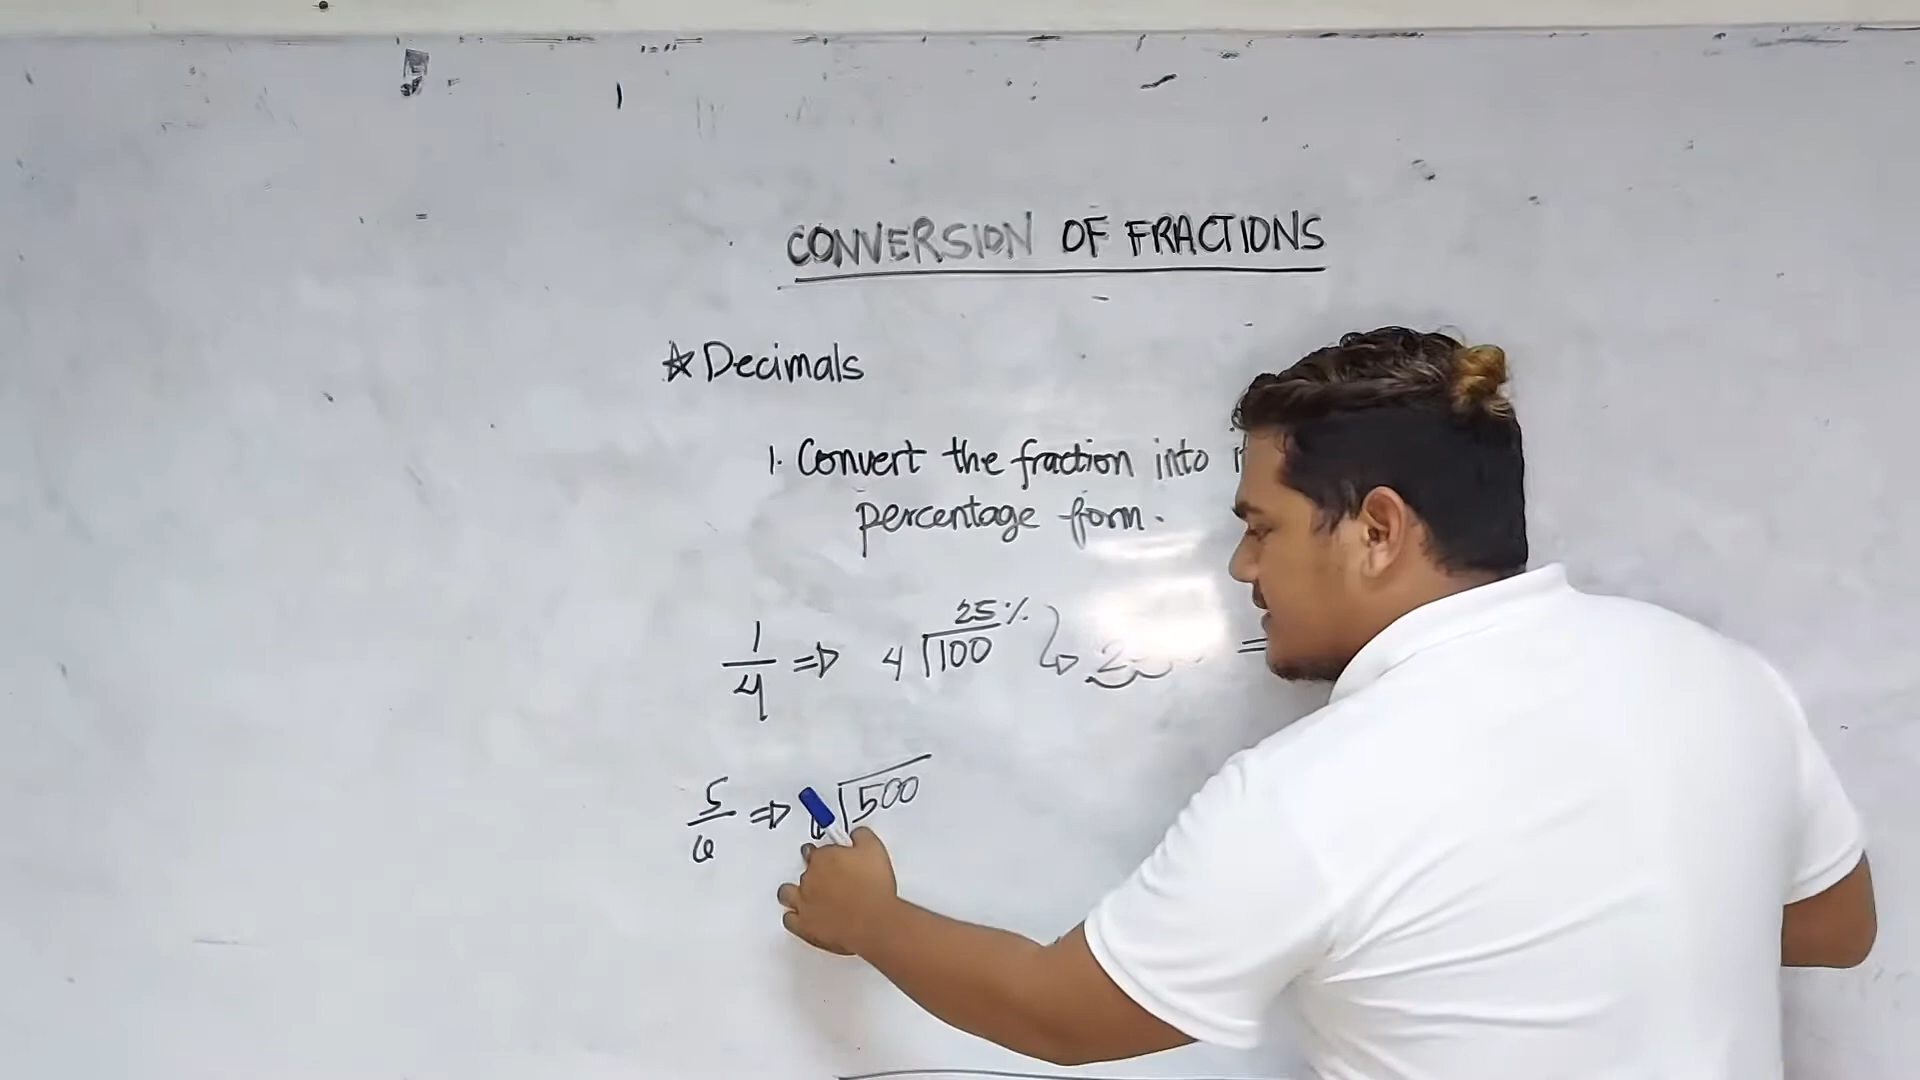 CONVERSION OF FRACTIONS
☆ Decimals
1. Convert the fraction into
percentage form.
1/4 => 4 √100 25%
5/6 => √500